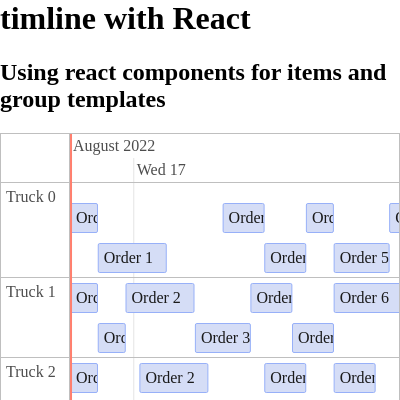 timline with React
Using react components for items and
group templates
August 2022
Wed 17
Truck 0
Ord Order Ord
Order 1 Order Order 5
Truck 1
Ord Order 2 Order Order 6
Ord Order 3 Order
Truck 2
Ord Order 2 Order Order